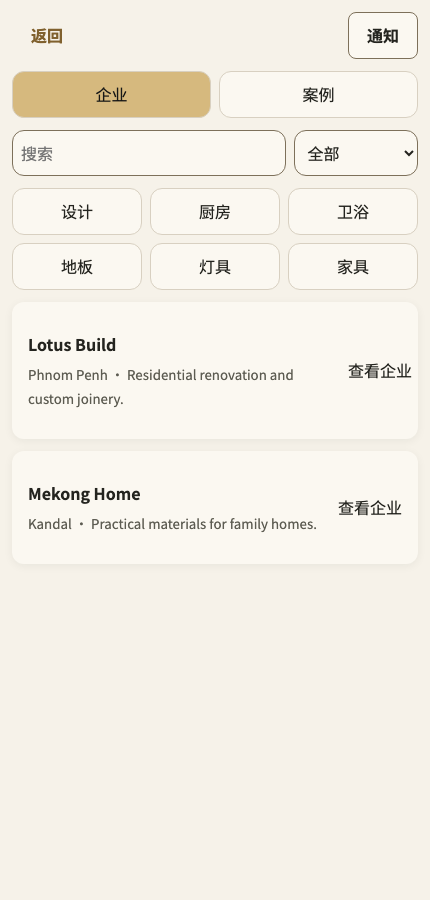 返回
通知
企业
案例
搜索
全部
设计
厨房
卫浴
地板
灯具
家具
Lotus Build
Phnom Penh · Residential renovation and
custom joinery.
查看企业
Mekong Home
Kandal · Practical materials for family homes.
查看企业